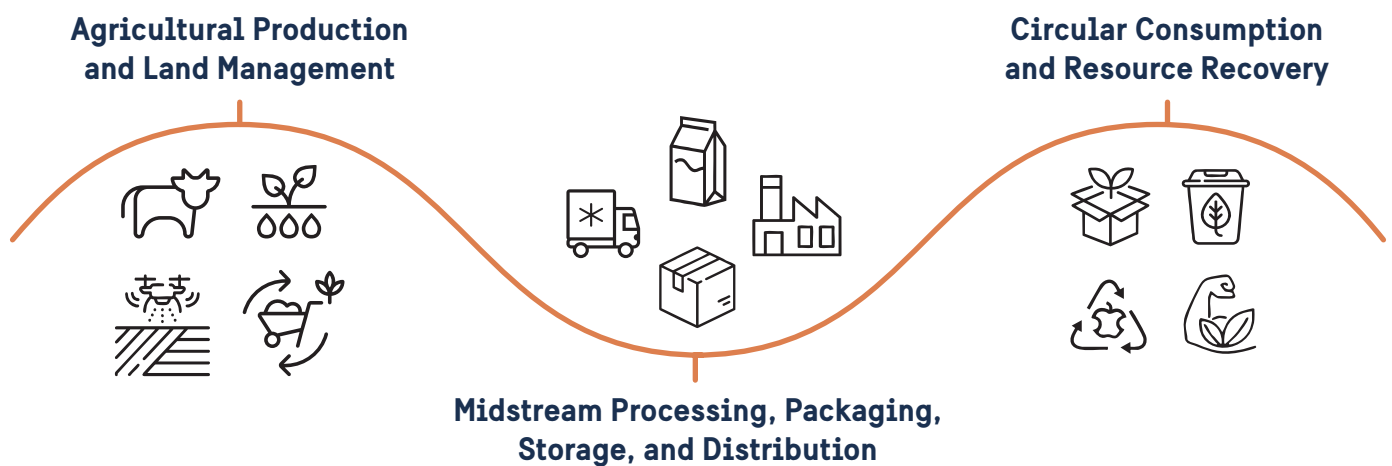 Agricultural Production
and Land Management
Circular Consumption
and Resource Recovery
Midstream Processing, Packaging,
Storage, and Distribution